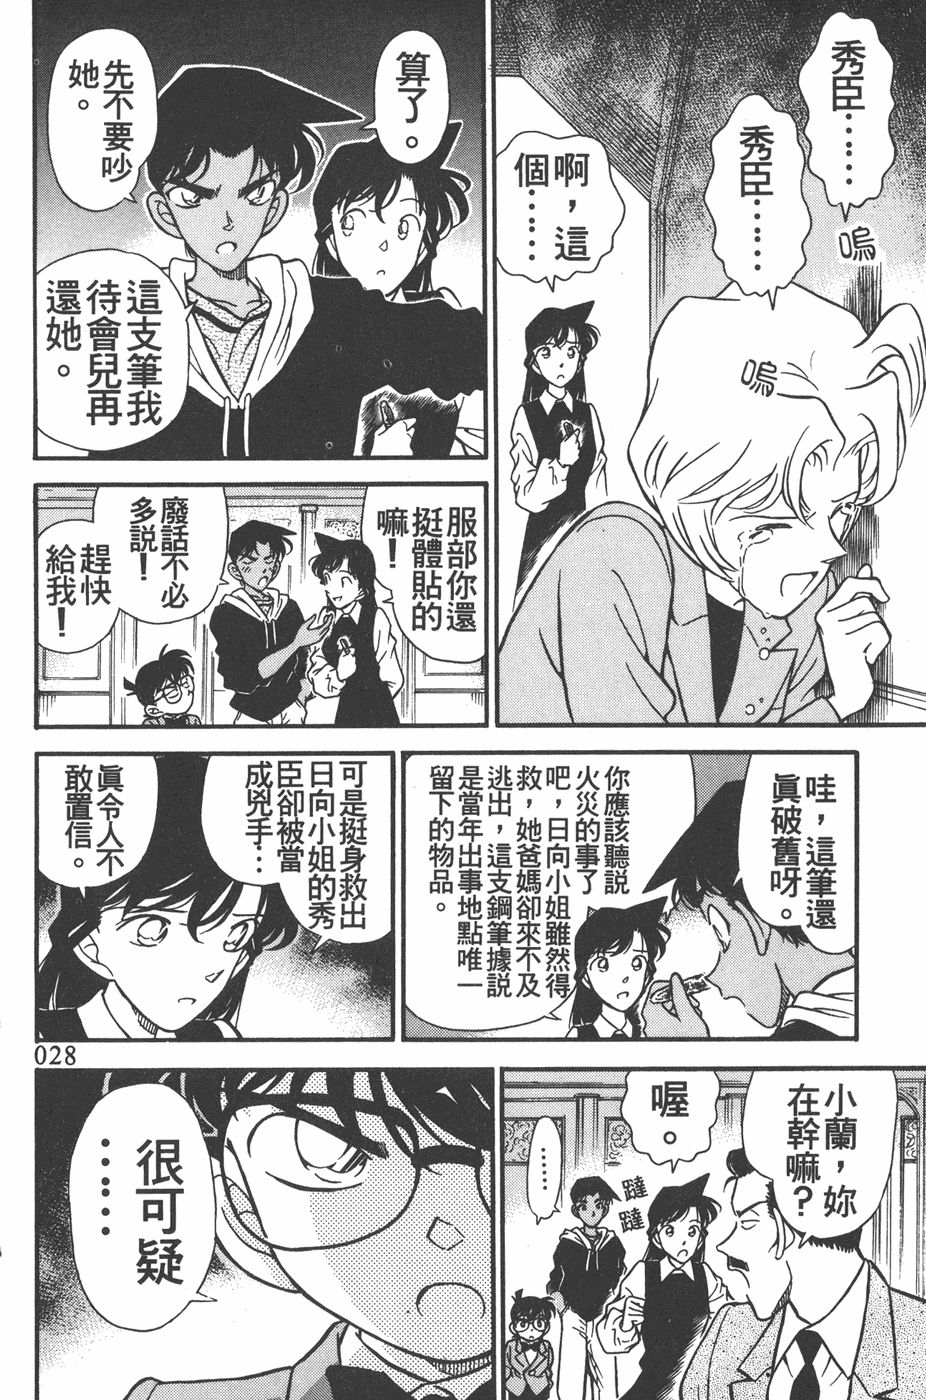 秀臣……
嗚
秀臣……
嗚
啊，這
個……
算了。
先不要吵
她。
這支筆我
待會兒再
還她。
服部你還
挺體貼的
嘛！
廢話不必
多說！
趕快
給我！
哇，這筆還
眞破舊呀。
你應該聽說
火災的事了
吧，日向小姐雖然得
救，她爸媽卻來不及
逃出，這支鋼筆據說
是當年出事地點唯一
留下的物品。
可是挺身救出
日向小姐的秀
臣卻被當
成兇手…
眞令人不
敢置信。
小蘭，妳
在幹嘛？
喔。
躂
躂
……
很可疑
……
028